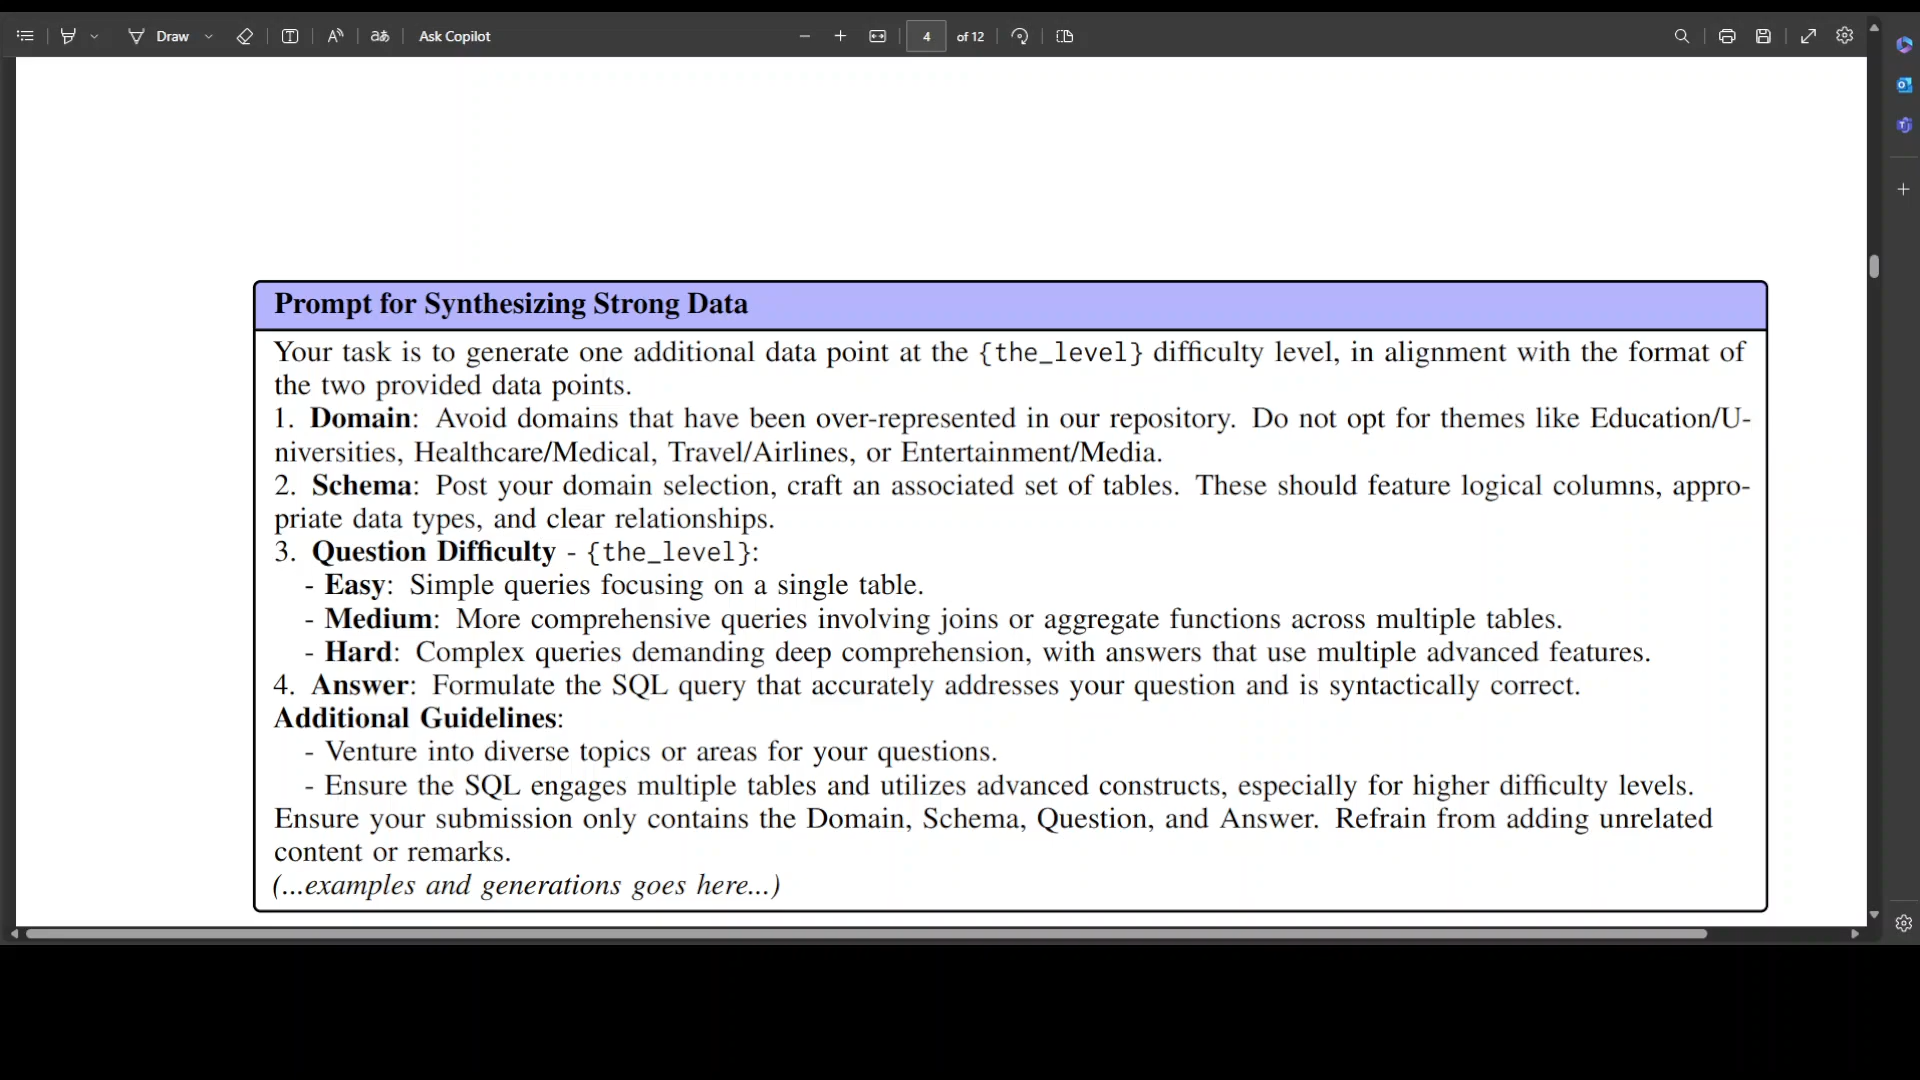 Draw
Ask Copilot
4 of 12
Prompt for Synthesizing Strong Data
Your task is to generate one additional data point at the {the_level} difficulty level, in alignment with the format of
the two provided data points.
1. Domain: Avoid domains that have been over-represented in our repository. Do not opt for themes like Education/U-
niversities, Healthcare/Medical, Travel/Airlines, or Entertainment/Media.
2. Schema: Post your domain selection, craft an associated set of tables. These should feature logical columns, appro-
priate data types, and clear relationships.
3. Question Difficulty - {the_level}:
- Easy: Simple queries focusing on a single table.
- Medium: More comprehensive queries involving joins or aggregate functions across multiple tables.
- Hard: Complex queries demanding deep comprehension, with answers that use multiple advanced features.
4. Answer: Formulate the SQL query that accurately addresses your question and is syntactically correct.
Additional Guidelines:
- Venture into diverse topics or areas for your questions.
- Ensure the SQL engages multiple tables and utilizes advanced constructs, especially for higher difficulty levels.
Ensure your submission only contains the Domain, Schema, Question, and Answer. Refrain from adding unrelated
content or remarks.
(...examples and generations goes here...)